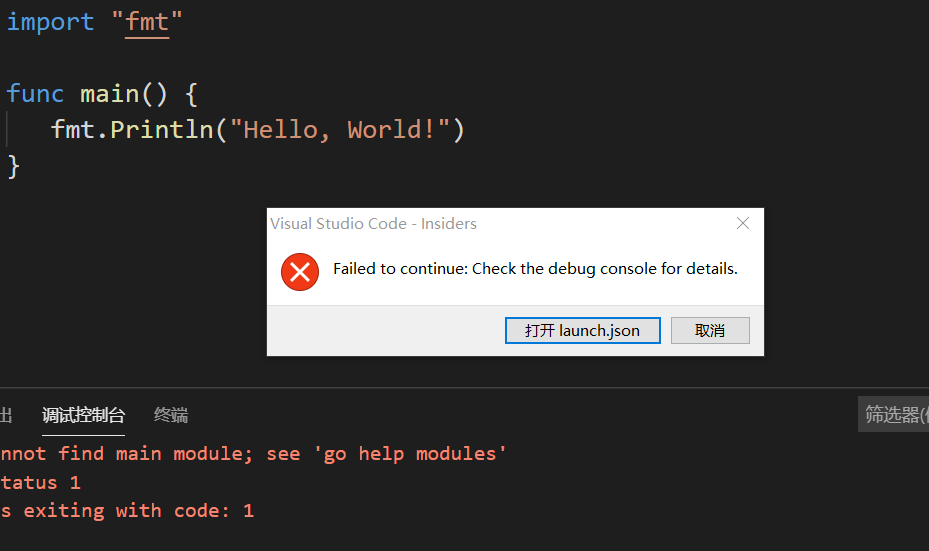 import "fmt"
func main() {
fmt.Println("Hello, World!")
}
Visual Studio Code - Insiders
Failed to continue: Check the debug console for details.
打开 launch.json
取消
出 调试控制台 终端 筛选器(
nnot find main module; see 'go help modules'
tatus 1
s exiting with code: 1